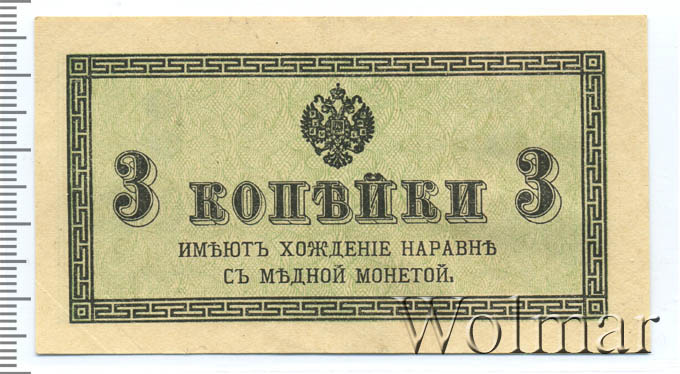 3 КОПѢЙКИ 3
ИМѢЮТЪ ХОЖДЕНІЕ НАРАВНѢ
СЪ МѢДНОЙ МОНЕТОЙ.
Wolmar